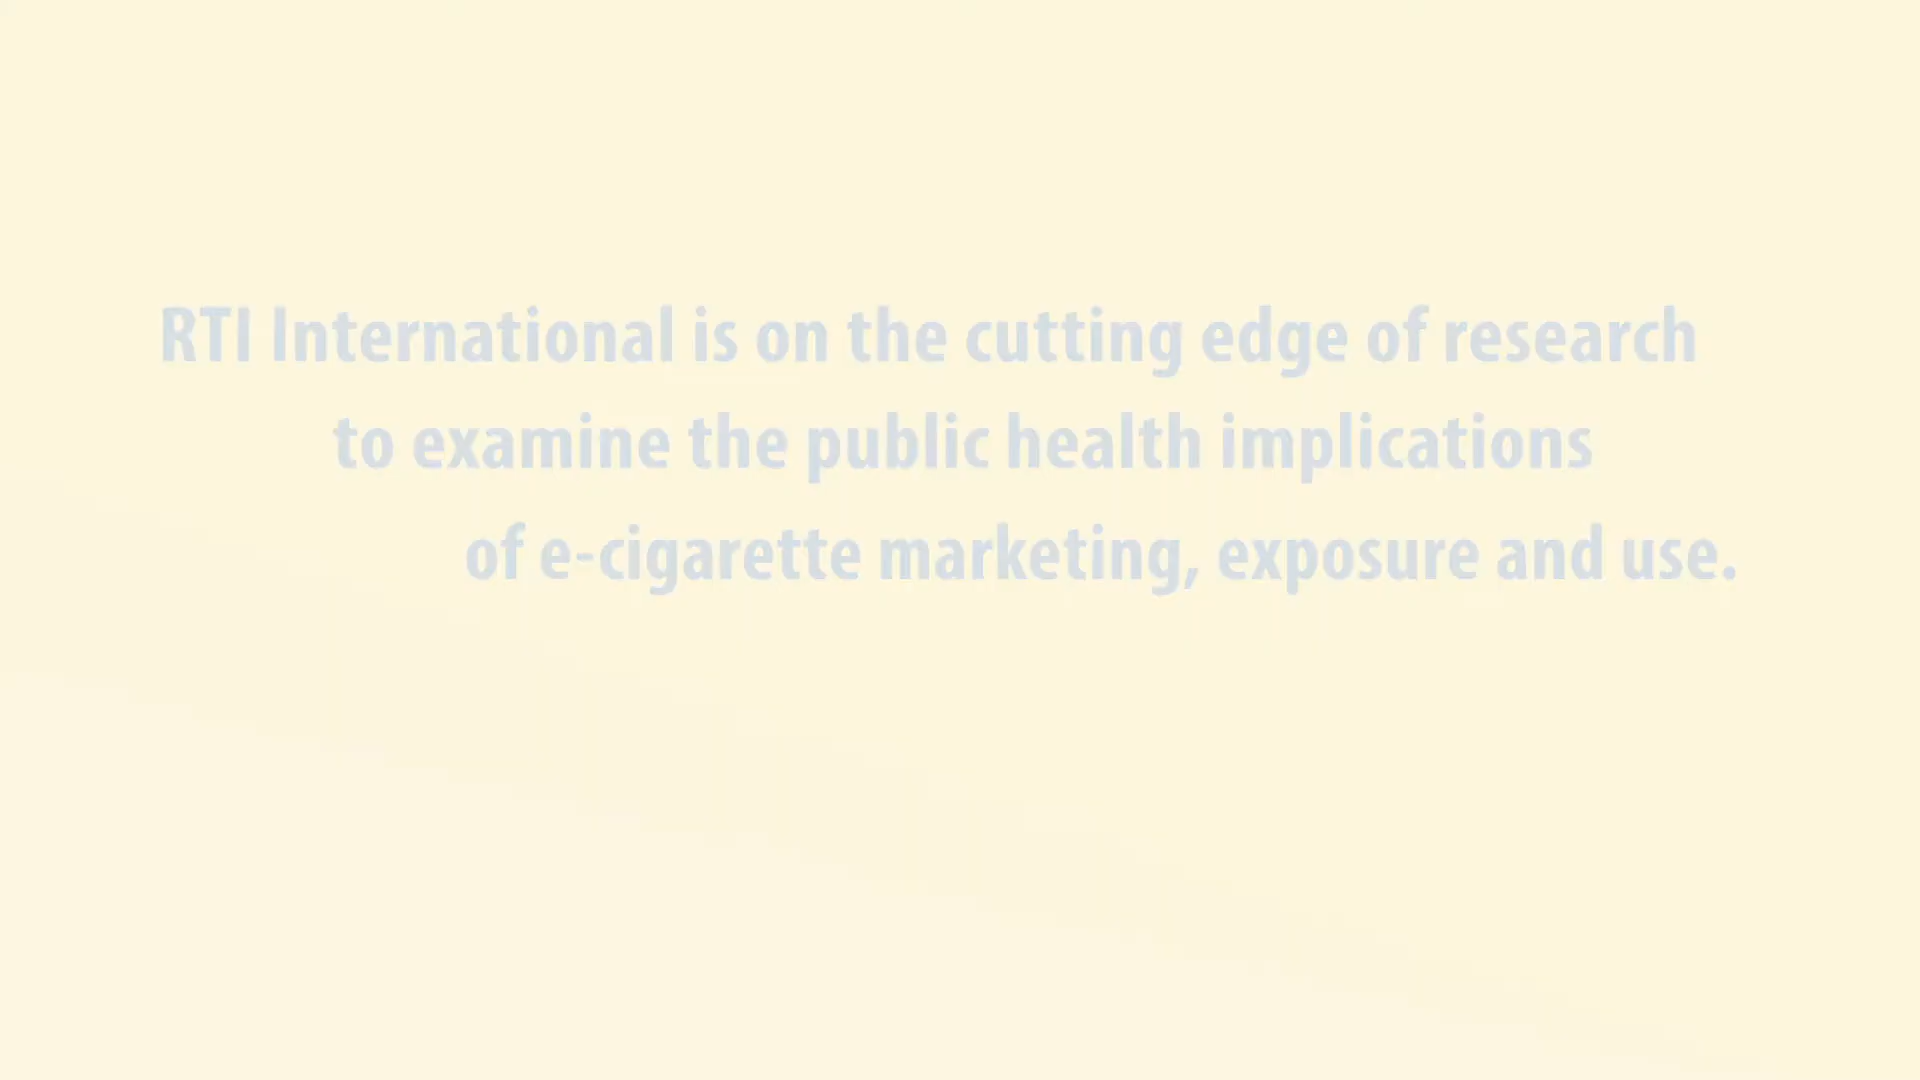 RTI International is on the cutting edge of research
to examine the public health implications
of e-cigarette marketing, exposure and use.